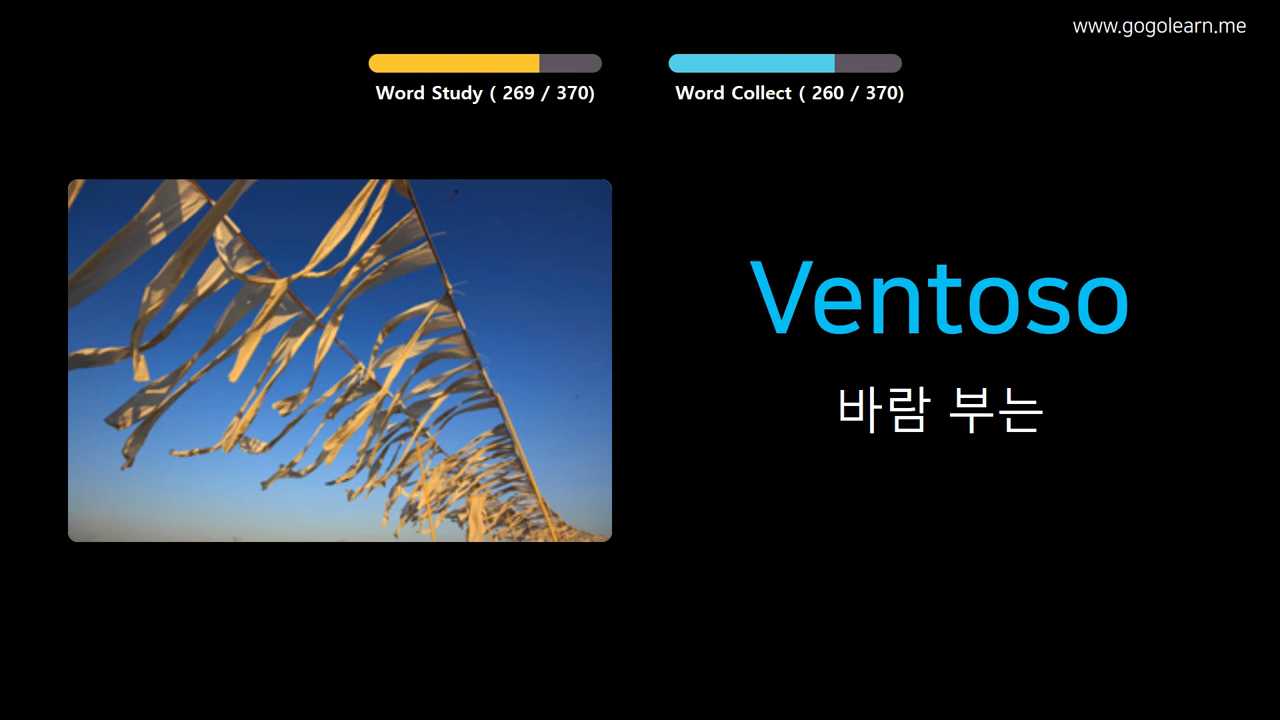 www.gogolearn.me
Word Study ( 269 / 370)
Word Collect ( 260 / 370)
Ventoso
바람 부는